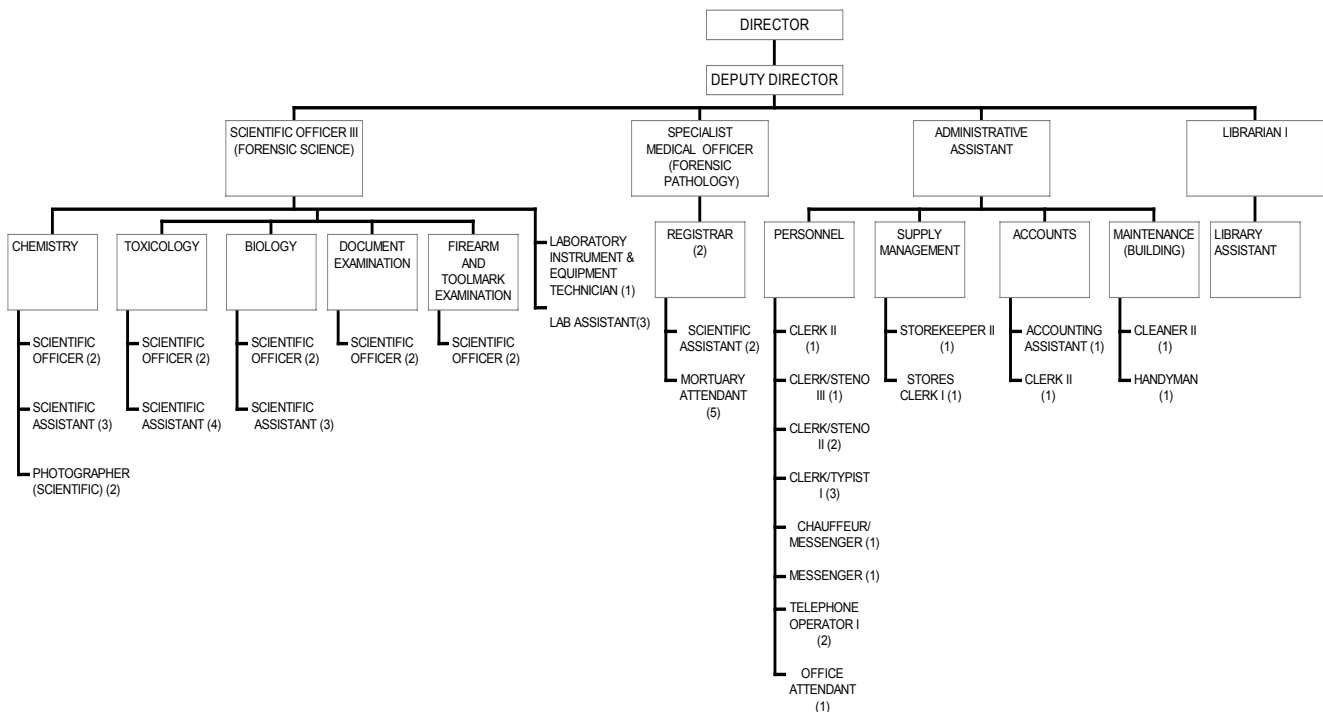 DIRECTOR
DEPUTY DIRECTOR
SCIENTIFIC OFFICER III
(FORENSIC SCIENCE)
SPECIALIST
MEDICAL OFFICER
(FORENSIC
PATHOLOGY)
ADMINISTRATIVE
ASSISTANT
LIBRARIAN I
CHEMISTRY
TOXICOLOGY
BIOLOGY
DOCUMENT
EXAMINATION
FIREARM
AND
TOOLMARK
EXAMINATION
LABORATORY
INSTRUMENT &
EQUIPMENT
TECHNICIAN (1)
LAB ASSISTANT(3)
REGISTRAR
(2)
PERSONNEL
SUPPLY
MANAGEMENT
ACCOUNTS
MAINTENANCE
(BUILDING)
LIBRARY
ASSISTANT
SCIENTIFIC
OFFICER (2)
SCIENTIFIC
ASSISTANT (3)
PHOTOGRAPHER
(SCIENTIFIC) (2)
SCIENTIFIC
OFFICER (2)
SCIENTIFIC
ASSISTANT (4)
SCIENTIFIC
OFFICER (2)
SCIENTIFIC
ASSISTANT (3)
SCIENTIFIC
OFFICER (2)
SCIENTIFIC
OFFICER (2)
SCIENTIFIC
ASSISTANT (2)
MORTUARY
ATTENDANT
(5)
CLERK II
(1)
CLERK/STENO
III (1)
CLERK/STENO
II (2)
CLERK/TYPIST
I (3)
CHAUFFEUR/
MESSENGER (1)
MESSENGER (1)
TELEPHONE
OPERATOR I
(2)
OFFICE
ATTENDANT
(1)
STOREKEEPER II
(1)
STORES
CLERK I (1)
ACCOUNTING
ASSISTANT (1)
CLERK II
(1)
CLEANER II
(1)
HANDYMAN
(1)